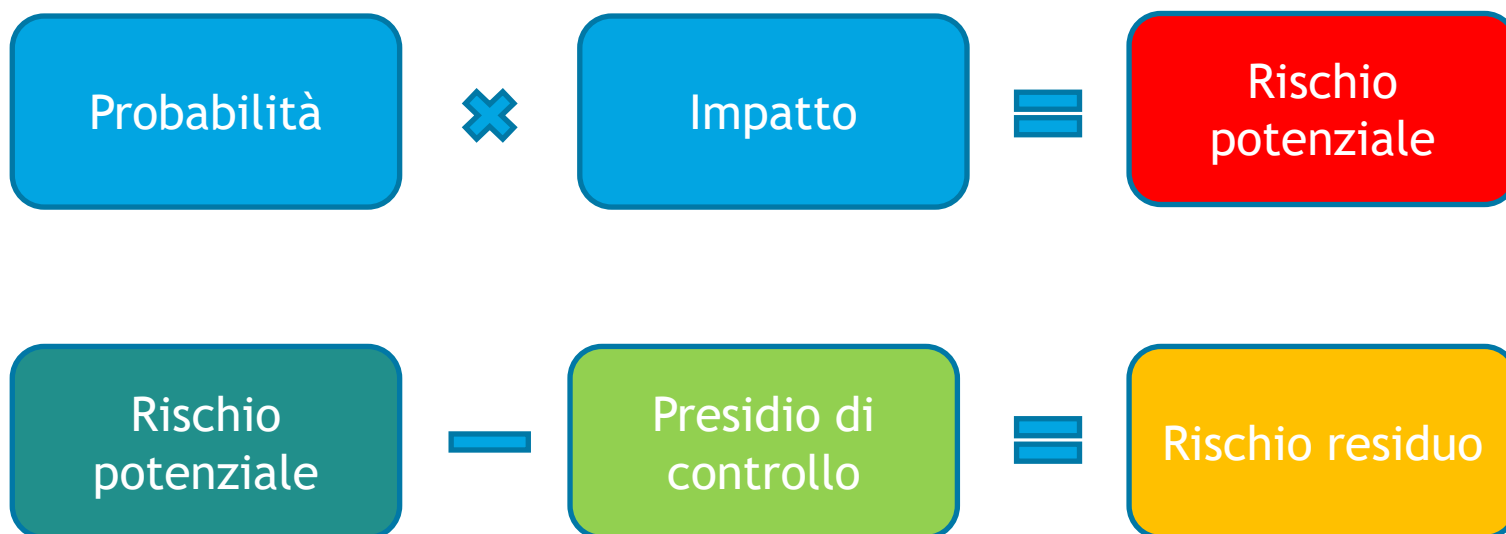 Probabilità
Impatto
Rischio
potenziale
Rischio
potenziale
Presidio di
controllo
Rischio residuo